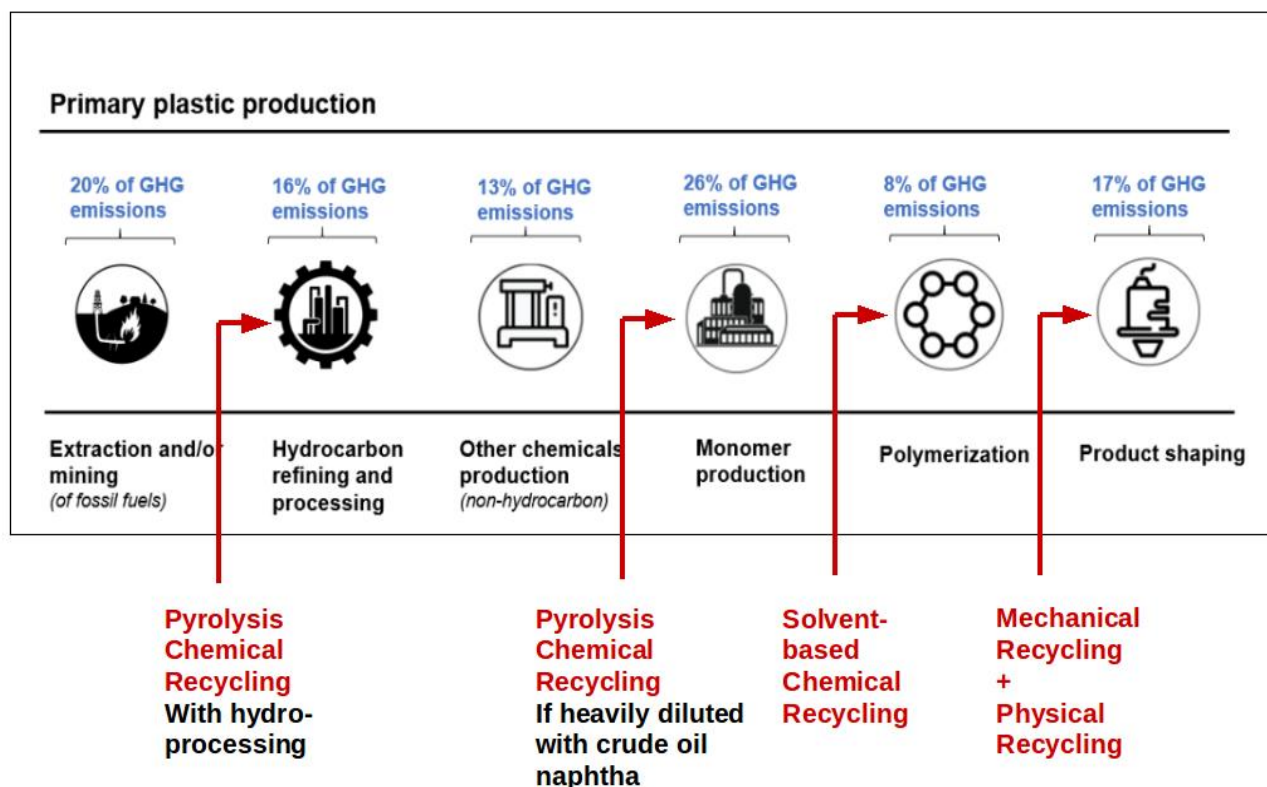 Primary plastic production
20% of GHG
emissions
16% of GHG
emissions
13% of GHG
emissions
26% of GHG
emissions
8% of GHG
emissions
17% of GHG
emissions
Extraction and/or
mining
(of fossil fuels)
Hydrocarbon
refining and
processing
Other chemicals
production
(non-hydrocarbon)
Monomer
production
Polymerization
Product shaping
Pyrolysis
Chemical
Recycling
With hydro-
processing
Pyrolysis
Chemical
Recycling
If heavily diluted
with crude oil
naphtha
Solvent-
based
Chemical
Recycling
Mechanical
Recycling
+
Physical
Recycling